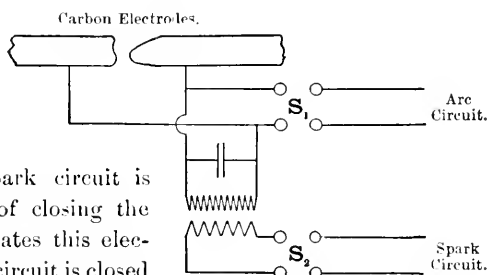 Carbon Electrodes.
S₁
Arc
Circuit.
park circuit is
of closing the
ates this elec-
circuit is closed
S₂
Spark
Circuit.